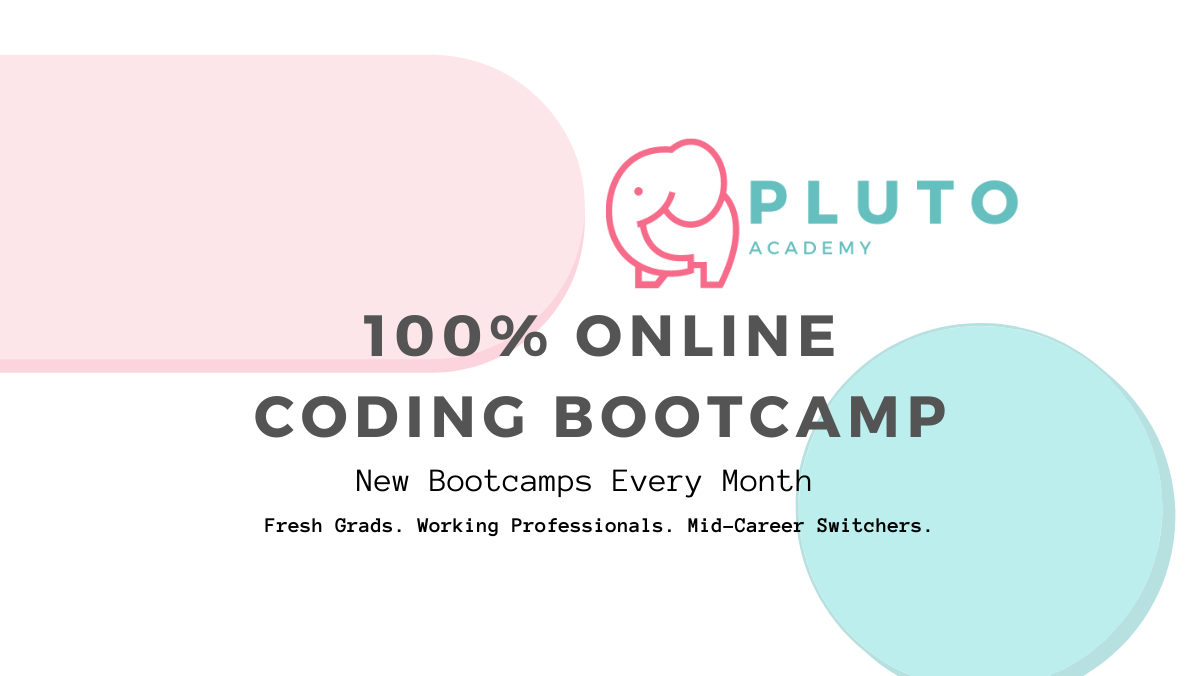 PLUTO
ACADEMY
100% ONLINE
CODING BOOTCAMP
New Bootcamps Every Month
Fresh Grads. Working Professionals. Mid-Career Switchers.